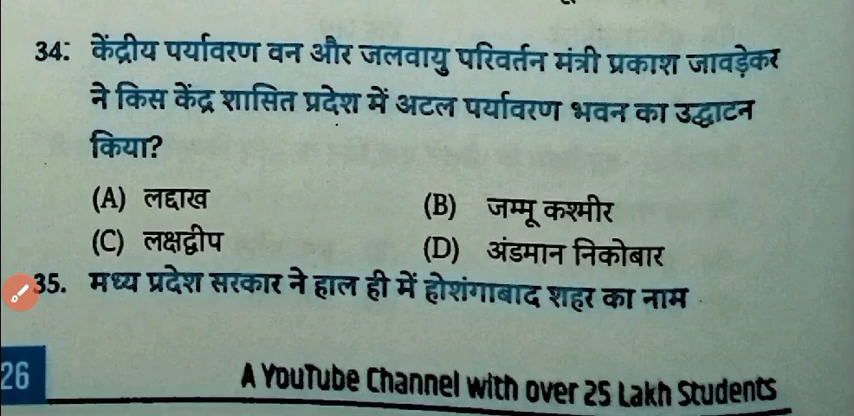 34: केंद्रीय पर्यावरण वन और जलवायु परिवर्तन मंत्री प्रकाश जावड़ेकर
ने किस केंद्र शासित प्रदेश में अटल पर्यावरण भवन का उद्घाटन
किया?
(A) लद्दाख (B) जम्मू कश्मीर
(C) लक्षद्वीप (D) अंडमान निकोबार
35. मध्य प्रदेश सरकार ने हाल ही में होशंगाबाद शहर का नाम
26 A YouTube Channel with over 25 Lakh Students